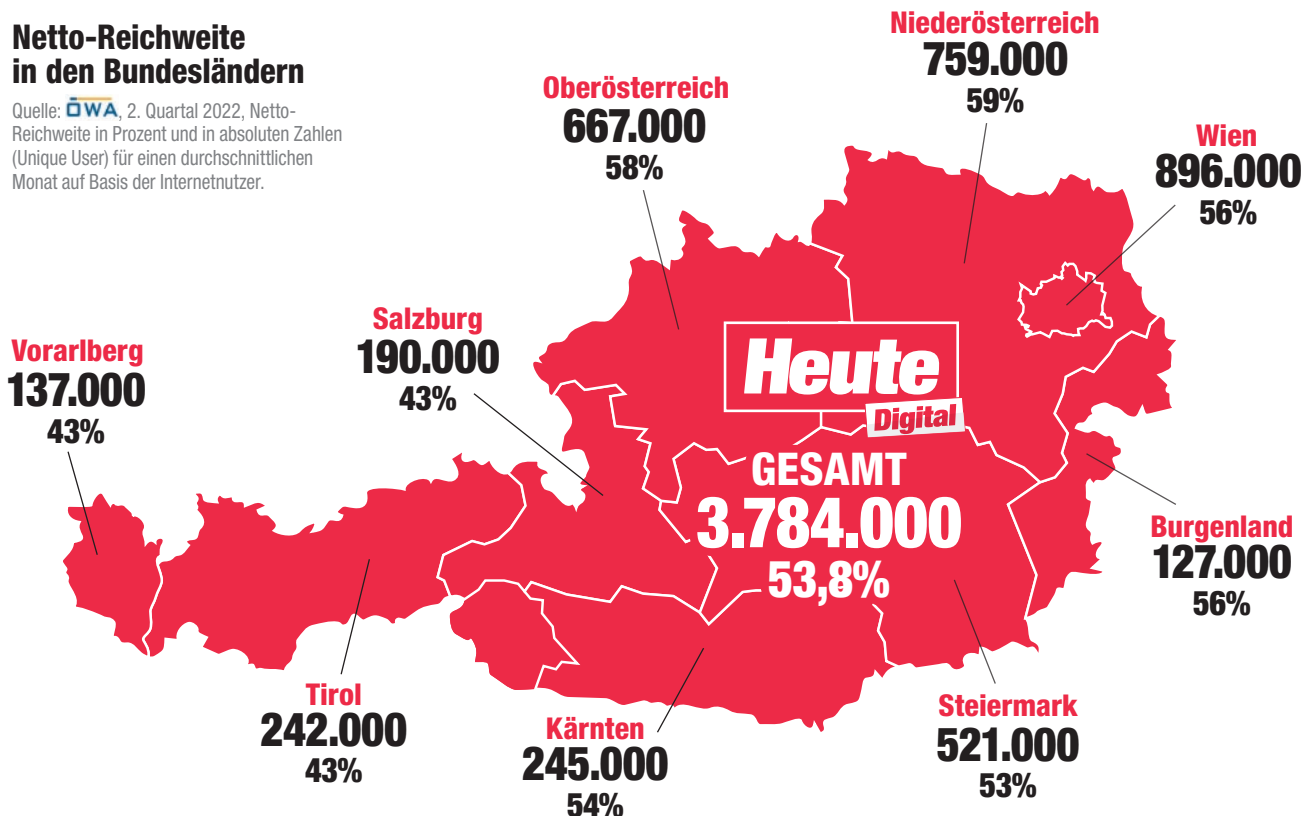 Netto-Reichweite
in den Bundesländern
Quelle: ÖWA, 2. Quartal 2022, Netto-
Reichweite in Prozent und in absoluten Zahlen
(Unique User) für einen durchschnittlichen
Monat auf Basis der Internetnutzer.
Niederösterreich
759.000
59%
Oberösterreich
667.000
58%
Wien
896.000
56%
Salzburg
190.000
43%
Vorarlberg
137.000
43%
Heute
Digital
GESAMT
3.784.000
53,8%
Burgenland
127.000
56%
Tirol
242.000
43%
Kärnten
245.000
54%
Steiermark
521.000
53%